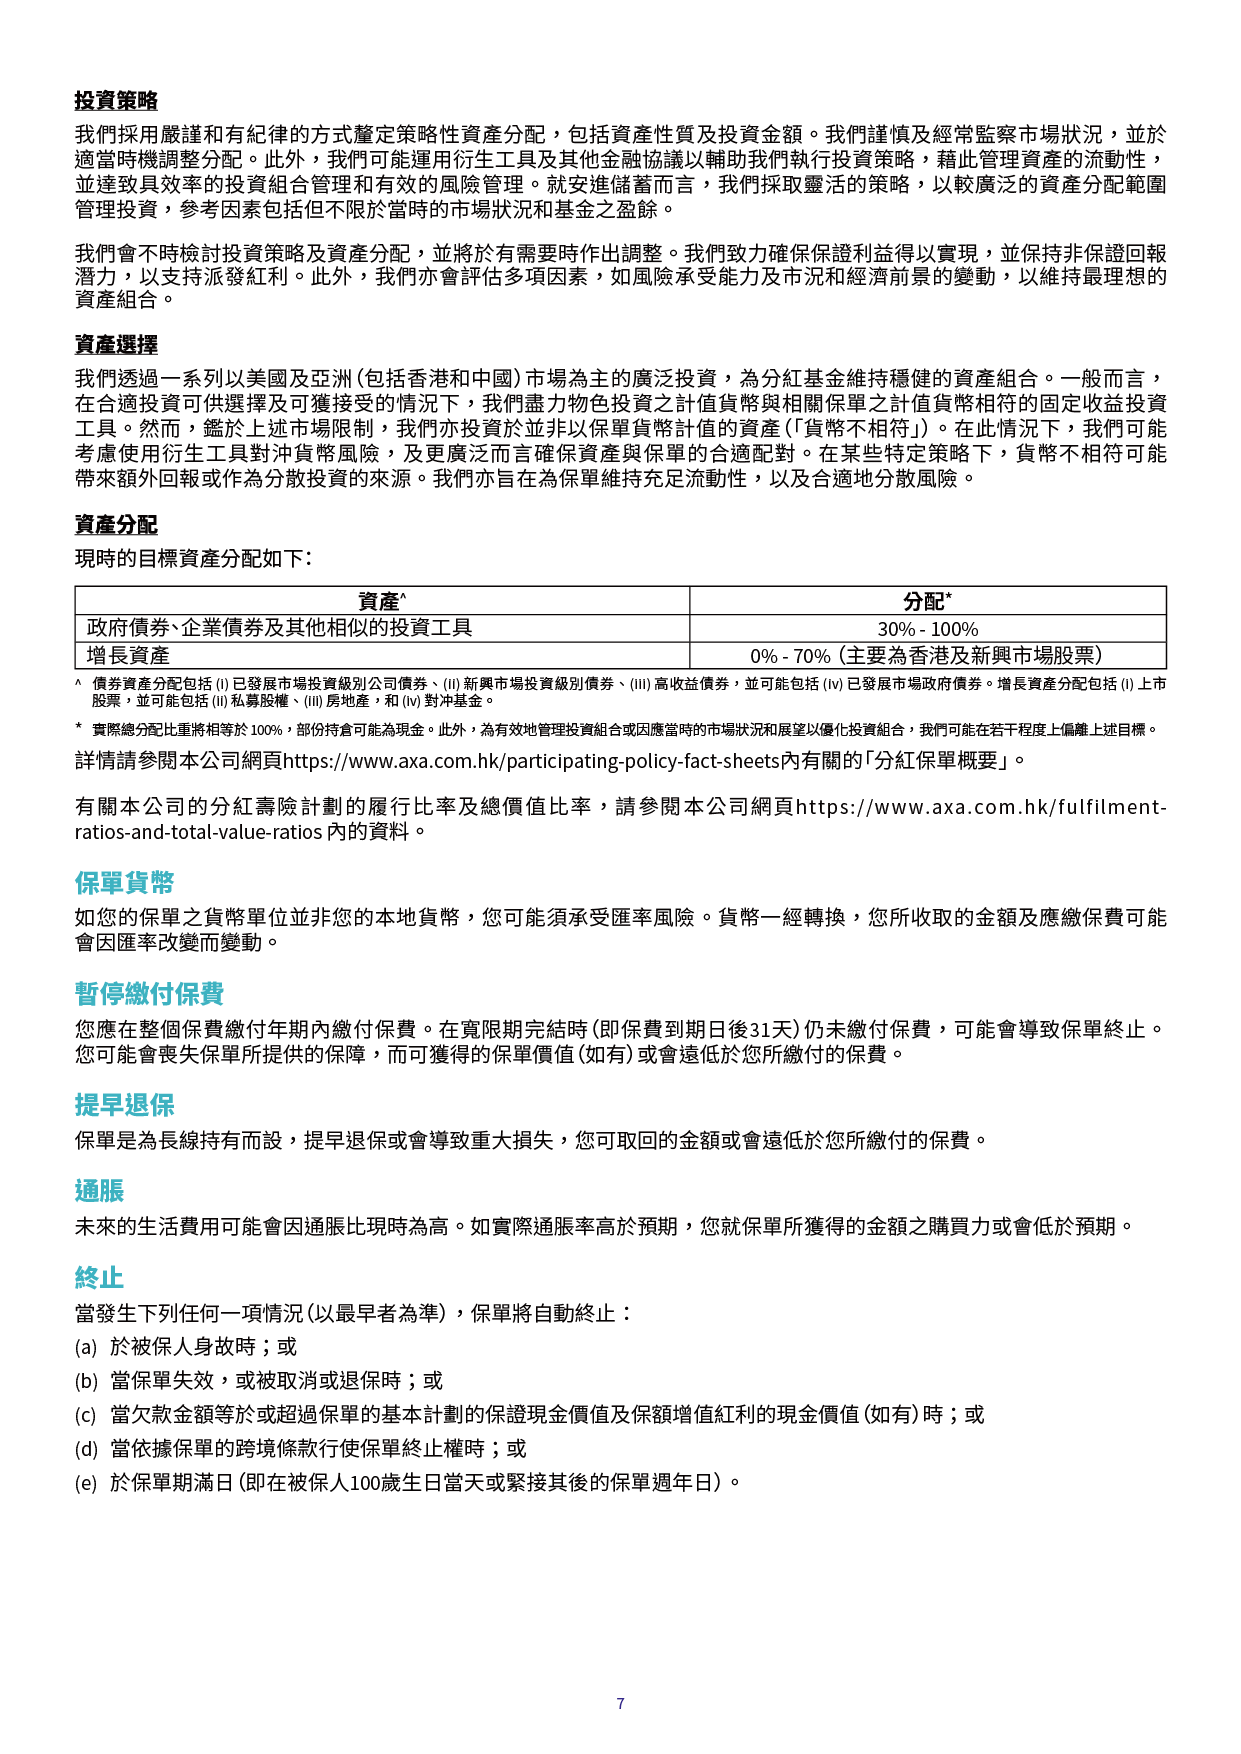 投資策略
我們採用嚴謹和有紀律的方式釐定策略性資產分配，包括資產性質及投資金額。我們謹慎及經常監察市場狀況，並於
適當時機調整分配。此外，我們可能運用衍生工具及其他金融協議以輔助我們執行投資策略，藉此管理資產的流動性，
並達致具效率的投資組合管理和有效的風險管理。就安進儲蓄而言，我們採取靈活的策略，以較廣泛的資產分配範圍
管理投資，參考因素包括但不限於當時的市場狀況和基金之盈餘。
我們會不時檢討投資策略及資產分配，並將於有需要時作出調整。我們致力確保保證利益得以實現，並保持非保證回報
潛力，以支持派發紅利。此外，我們亦會評估多項因素，如風險承受能力及市況和經濟前景的變動，以維持最理想的
資產組合。
資產選擇
我們透過一系列以美國及亞洲（包括香港和中國）市場為主的廣泛投資，為分紅基金維持穩健的資產組合。一般而言，
在合適投資可供選擇及可獲接受的情況下，我們盡力物色投資之計值貨幣與相關保單之計值貨幣相符的固定收益投資
工具。然而，鑑於上述市場限制，我們亦投資於並非以保單貨幣計值的資產（「貨幣不相符」）。在此情況下，我們可能
考慮使用衍生工具對沖貨幣風險，及更廣泛而言確保資產與保單的合適配對。在某些特定策略下，貨幣不相符可能
帶來額外回報或作為分散投資的來源。我們亦旨在為保單維持充足流動性，以及合適地分散風險。
資產分配
現時的目標資產分配如下：
資產^ 分配*
政府債券、企業債券及其他相似的投資工具 30% - 100%
增長資產 0% - 70%（主要為香港及新興市場股票）
^ 債券資產分配包括 (i) 已發展市場投資級別公司債券、(ii) 新興市場投資級別債券、(iii) 高收益債券，並可能包括 (iv) 已發展市場政府債券。增長資產分配包括 (i) 上市
股票，並可能包括 (ii) 私募股權、(iii) 房地產，和 (iv) 對沖基金。
* 實際總分配比重將相等於 100%，部份持倉可能為現金。此外，為有效地管理投資組合或因應當時的市場狀況和展望以優化投資組合，我們可能在若干程度上偏離上述目標。
詳情請參閱本公司網頁https://www.axa.com.hk/participating-policy-fact-sheets內有關的「分紅保單概要」。
有關本公司的分紅壽險計劃的履行比率及總價值比率，請參閱本公司網頁https://www.axa.com.hk/fulfilment-
ratios-and-total-value-ratios 內的資料。
保單貨幣
如您的保單之貨幣單位並非您的本地貨幣，您可能須承受匯率風險。貨幣一經轉換，您所收取的金額及應繳保費可能
會因匯率改變而變動。
暫停繳付保費
您應在整個保費繳付年期內繳付保費。在寬限期完結時（即保費到期日後31天）仍未繳付保費，可能會導致保單終止。
您可能會喪失保單所提供的保障，而可獲得的保單價值（如有）或會遠低於您所繳付的保費。
提早退保
保單是為長線持有而設，提早退保或會導致重大損失，您可取回的金額或會遠低於您所繳付的保費。
通脹
未來的生活費用可能會因通脹比現時為高。如實際通脹率高於預期，您就保單所獲得的金額之購買力或會低於預期。
終止
當發生下列任何一項情況（以最早者為準），保單將自動終止：
(a) 於被保人身故時；或
(b) 當保單失效，或被取消或退保時；或
(c) 當欠款金額等於或超過保單的基本計劃的保證現金價值及保額增值紅利的現金價值（如有）時；或
(d) 當依據保單的跨境條款行使保單終止權時；或
(e) 於保單期滿日（即在被保人100歲生日當天或緊接其後的保單週年日）。
7